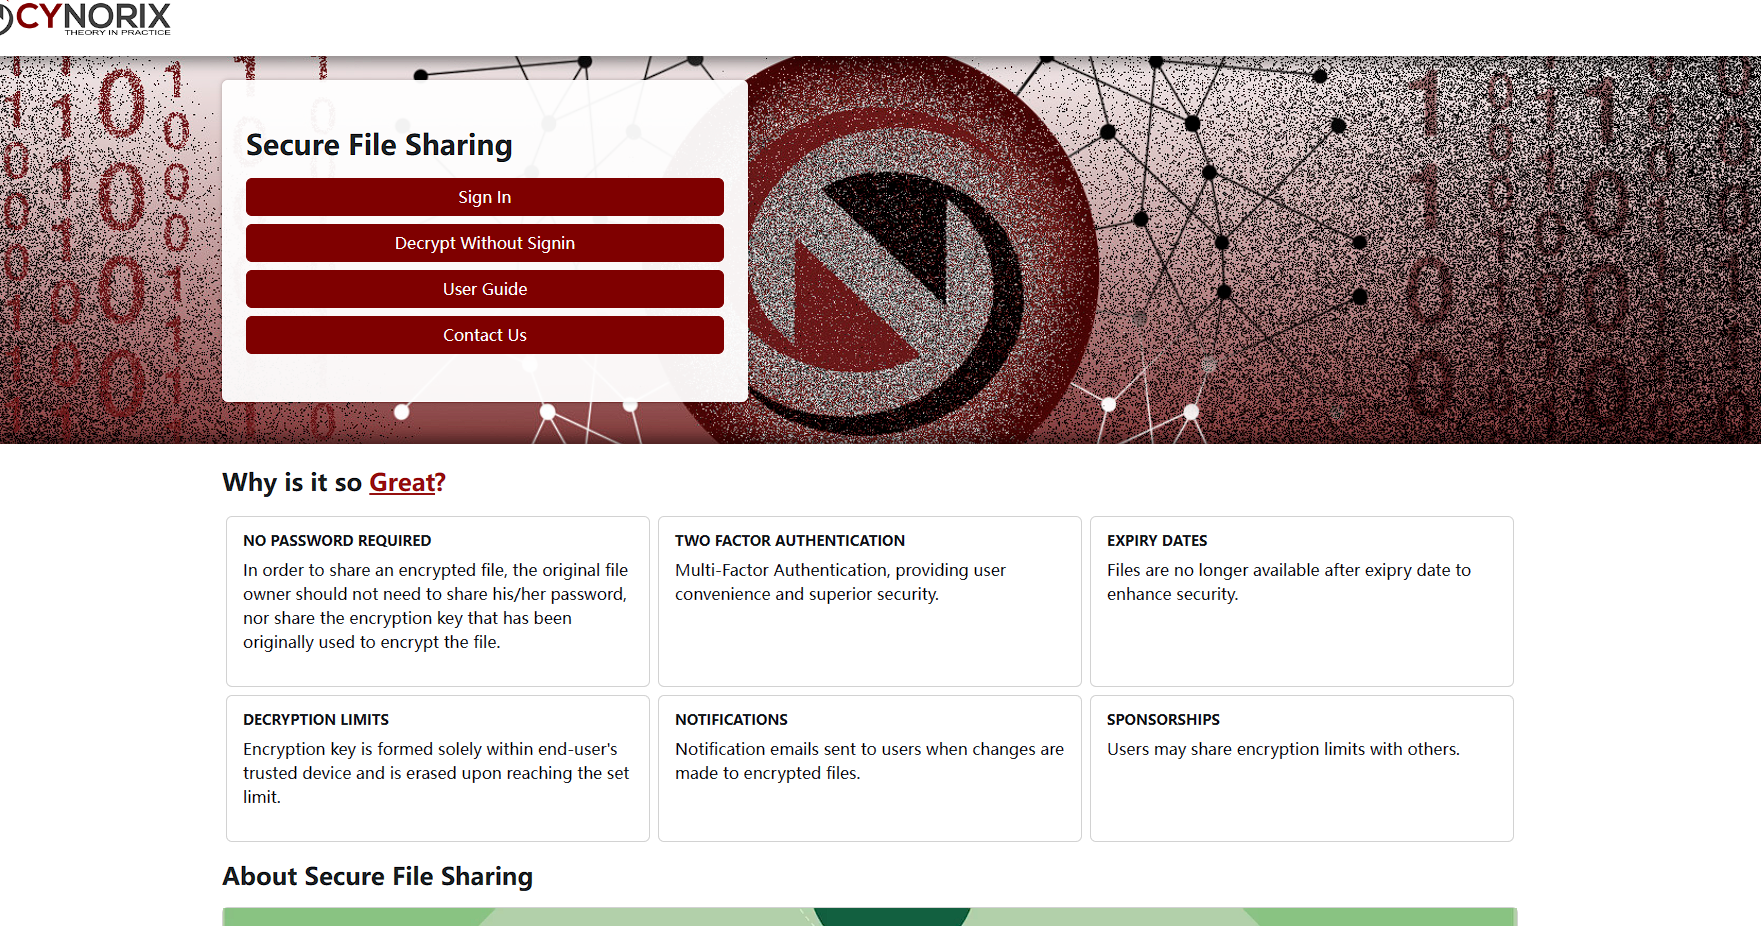 CYNORIX
THEORY IN PRACTICE
Secure File Sharing
Sign In
Decrypt Without Signin
User Guide
Contact Us
Why is it so Great?
NO PASSWORD REQUIRED
In order to share an encrypted file, the original file
owner should not need to share his/her password,
nor share the encryption key that has been
originally used to encrypt the file.
TWO FACTOR AUTHENTICATION
Multi-Factor Authentication, providing user
convenience and superior security.
EXPIRY DATES
Files are no longer available after exipry date to
enhance security.
DECRYPTION LIMITS
Encryption key is formed solely within end-user's
trusted device and is erased upon reaching the set
limit.
NOTIFICATIONS
Notification emails sent to users when changes are
made to encrypted files.
SPONSORSHIPS
Users may share encryption limits with others.
About Secure File Sharing